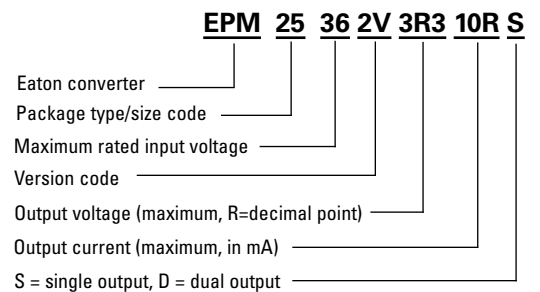 EPM 25 36 2V 3R3 10R S
Eaton converter
Package type/size code
Maximum rated input voltage
Version code
Output voltage (maximum, R=decimal point)
Output current (maximum, in mA)
S = single output, D = dual output